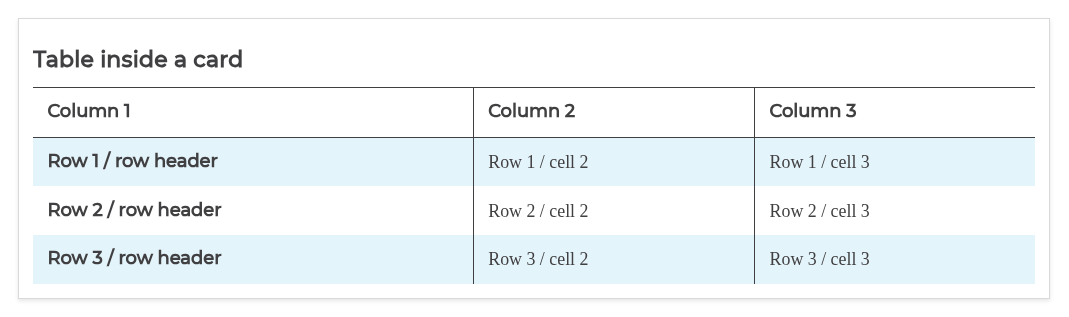 Table inside a card
Column 1 Column 2 Column 3
Row 1 / row header Row 1 / cell 2 Row 1 / cell 3
Row 2 / row header Row 2 / cell 2 Row 2 / cell 3
Row 3 / row header Row 3 / cell 2 Row 3 / cell 3